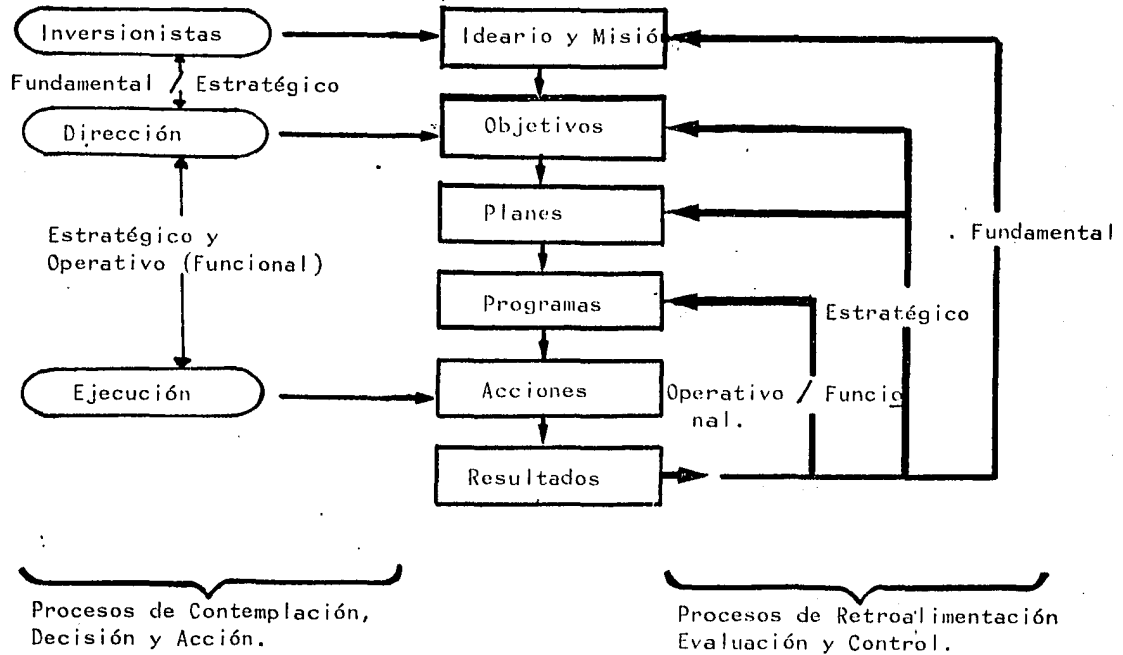 Inversionistas
Ideario y Misión
Fundamental / Estratégico
Dirección
Objetivos
Planes
Estratégico y
Operativo (Funcional)
. Fundamental
Programas
Estratégico
Ejecución
Acciones
Operativo / Funcio
nal.
Resultados
Procesos de Contemplación,
Decisión y Acción.
Procesos de Retroalimentación
Evaluación y Control.